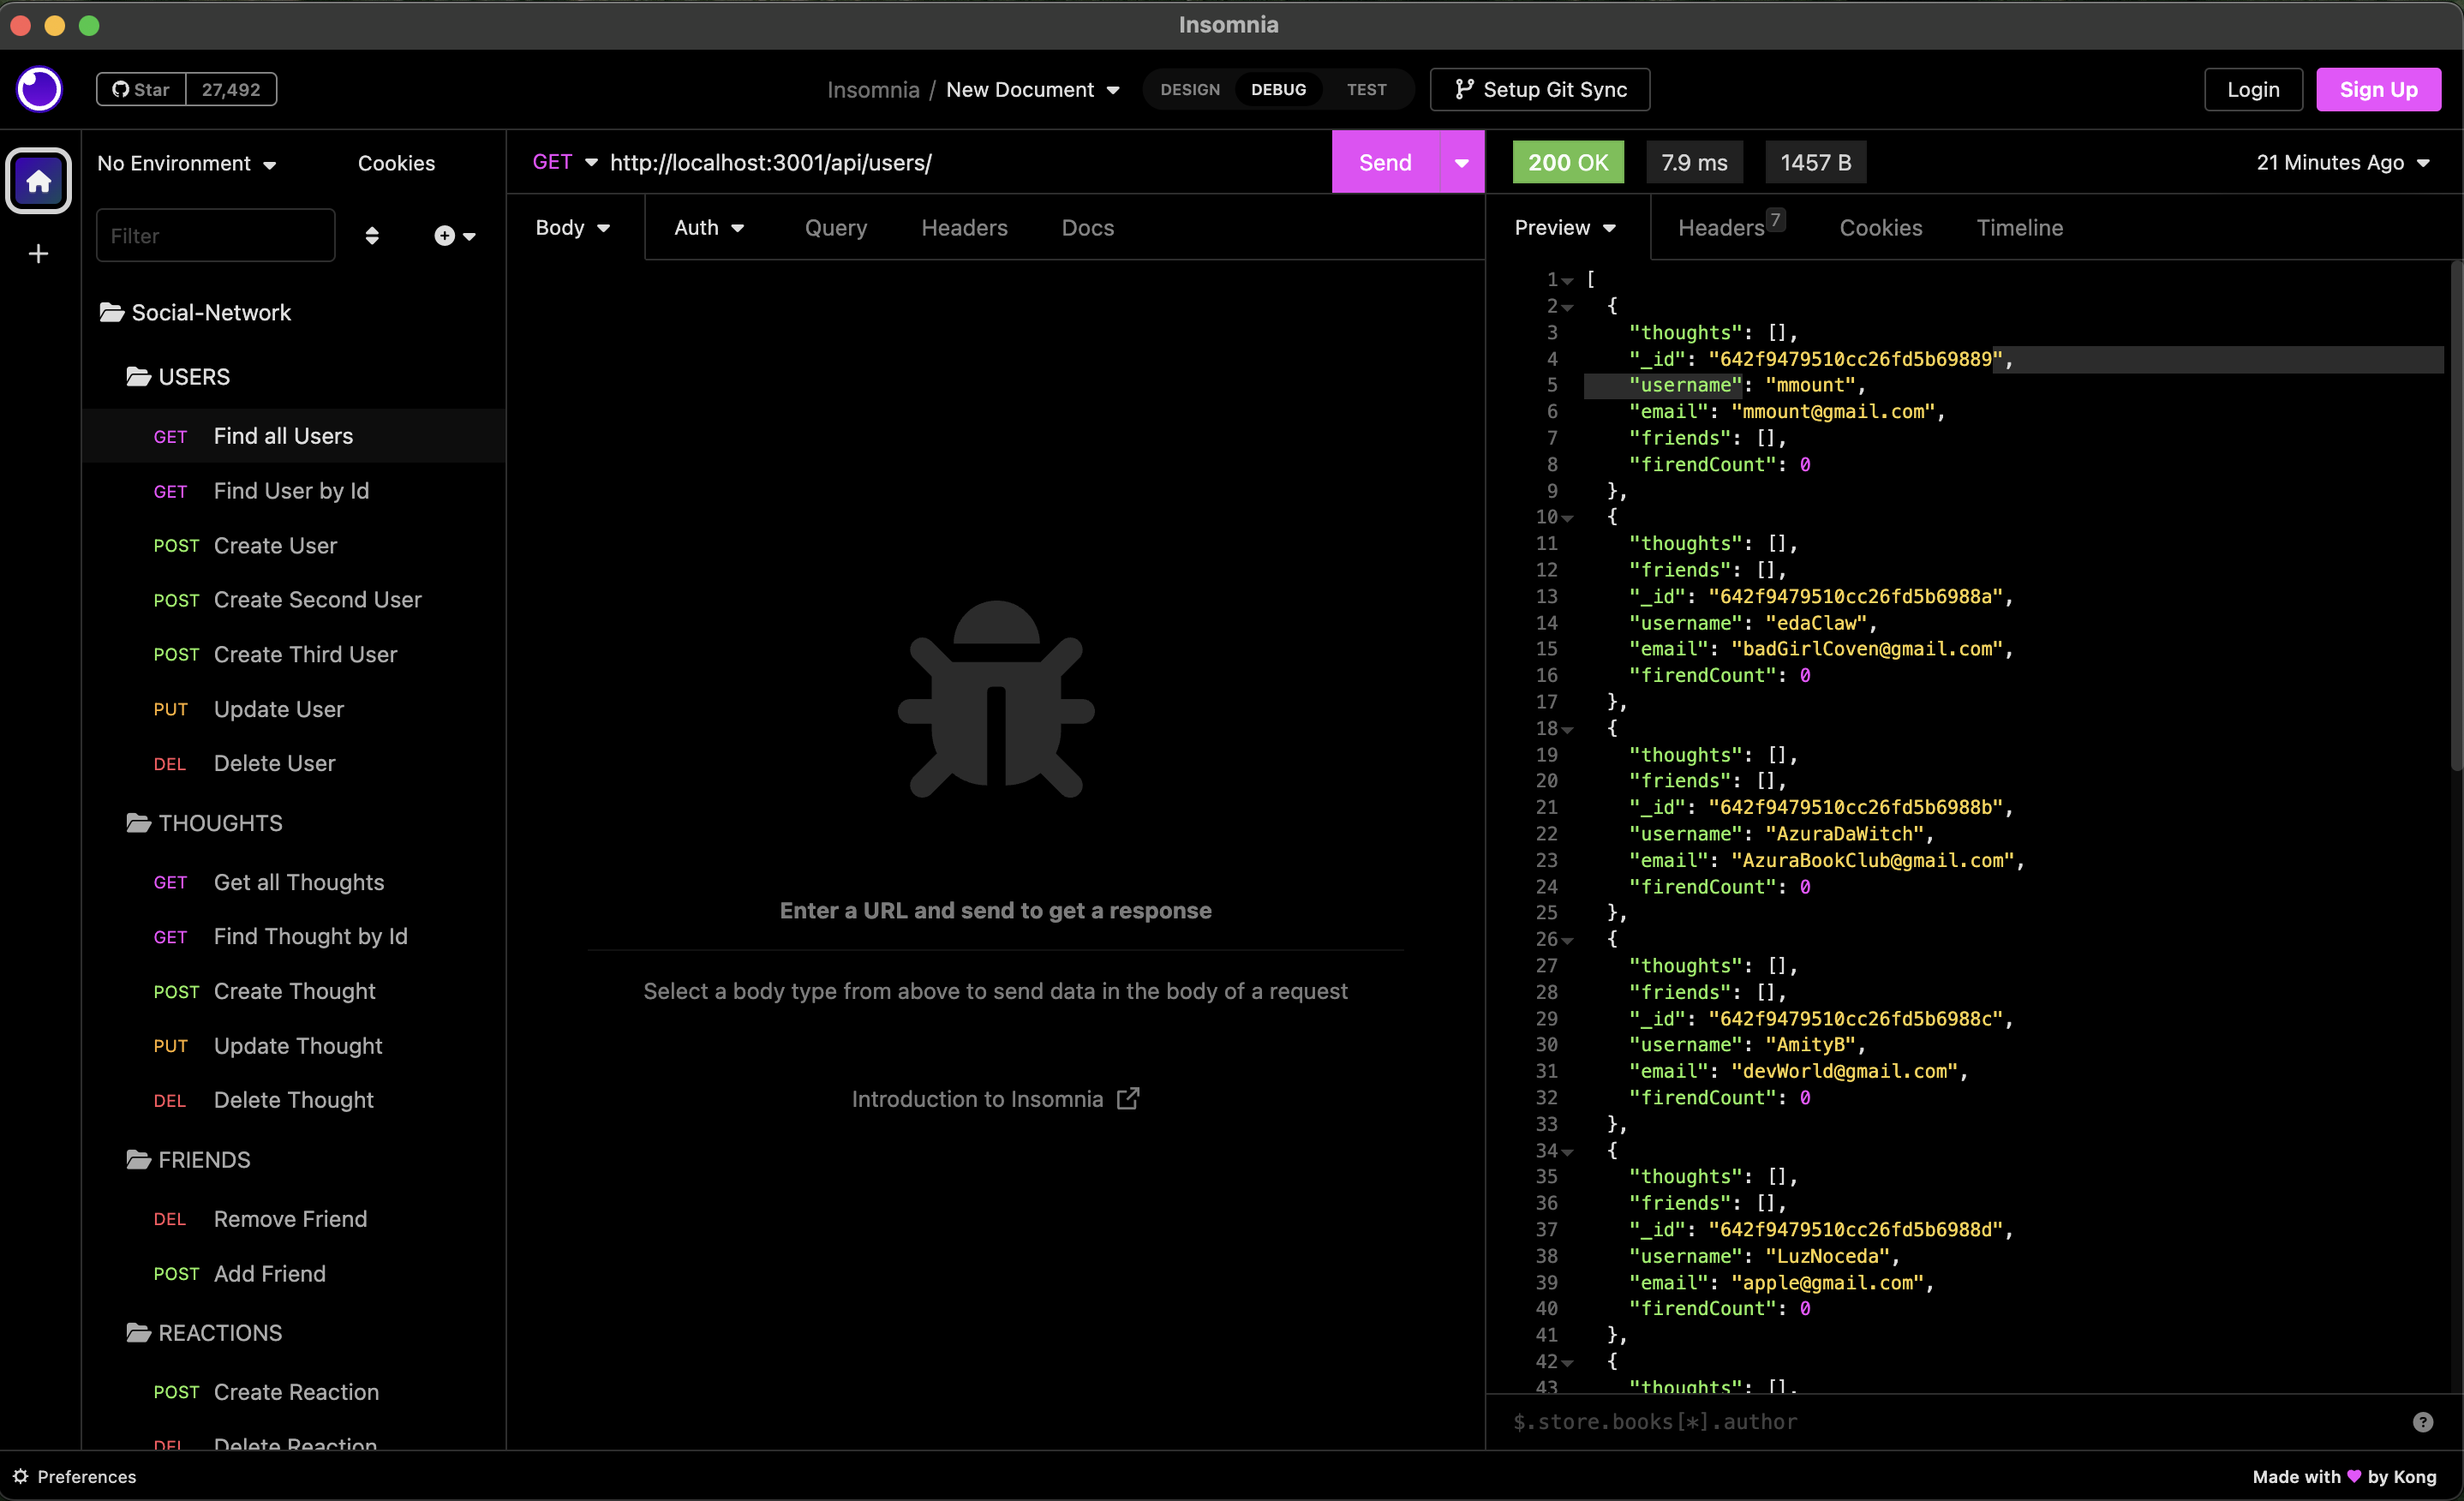 Insomnia
Star 27,492
Insomnia / New Document
DESIGN DEBUG TEST
Setup Git Sync
Login
Sign Up
No Environment
Cookies
Filter
Social-Network
USERS
GET Find all Users
GET Find User by Id
POST Create User
POST Create Second User
POST Create Third User
PUT Update User
DEL Delete User
THOUGHTS
GET Get all Thoughts
GET Find Thought by Id
POST Create Thought
PUT Update Thought
DEL Delete Thought
FRIENDS
DEL Remove Friend
POST Add Friend
REACTIONS
POST Create Reaction
DEL Delete Reaction
GET http://localhost:3001/api/users/
Send
Body Auth Query Headers Docs
Enter a URL and send to get a response
Select a body type from above to send data in the body of a request
Introduction to Insomnia
200 OK 7.9 ms 1457 B
21 Minutes Ago
Preview Headers 7 Cookies Timeline
1 [
2 {
3 "thoughts": [],
4 "_id": "642f9479510cc26fd5b69889",
5 "username": "mmount",
6 "email": "mmount@gmail.com",
7 "friends": [],
8 "firendCount": 0
9 },
10 {
11 "thoughts": [],
12 "friends": [],
13 "_id": "642f9479510cc26fd5b6988a",
14 "username": "edaClaw",
15 "email": "badGirlCoven@gmail.com",
16 "firendCount": 0
17 },
18 {
19 "thoughts": [],
20 "friends": [],
21 "_id": "642f9479510cc26fd5b6988b",
22 "username": "AzuraDaWitch",
23 "email": "AzuraBookClub@gmail.com",
24 "firendCount": 0
25 },
26 {
27 "thoughts": [],
28 "friends": [],
29 "_id": "642f9479510cc26fd5b6988c",
30 "username": "AmityB",
31 "email": "devWorld@gmail.com",
32 "firendCount": 0
33 },
34 {
35 "thoughts": [],
36 "friends": [],
37 "_id": "642f9479510cc26fd5b6988d",
38 "username": "LuzNoceda",
39 "email": "apple@gmail.com",
40 "firendCount": 0
41 },
42 {
43 "thoughts": [],
$.store.books[*].author
Preferences
Made with ♥ by Kong